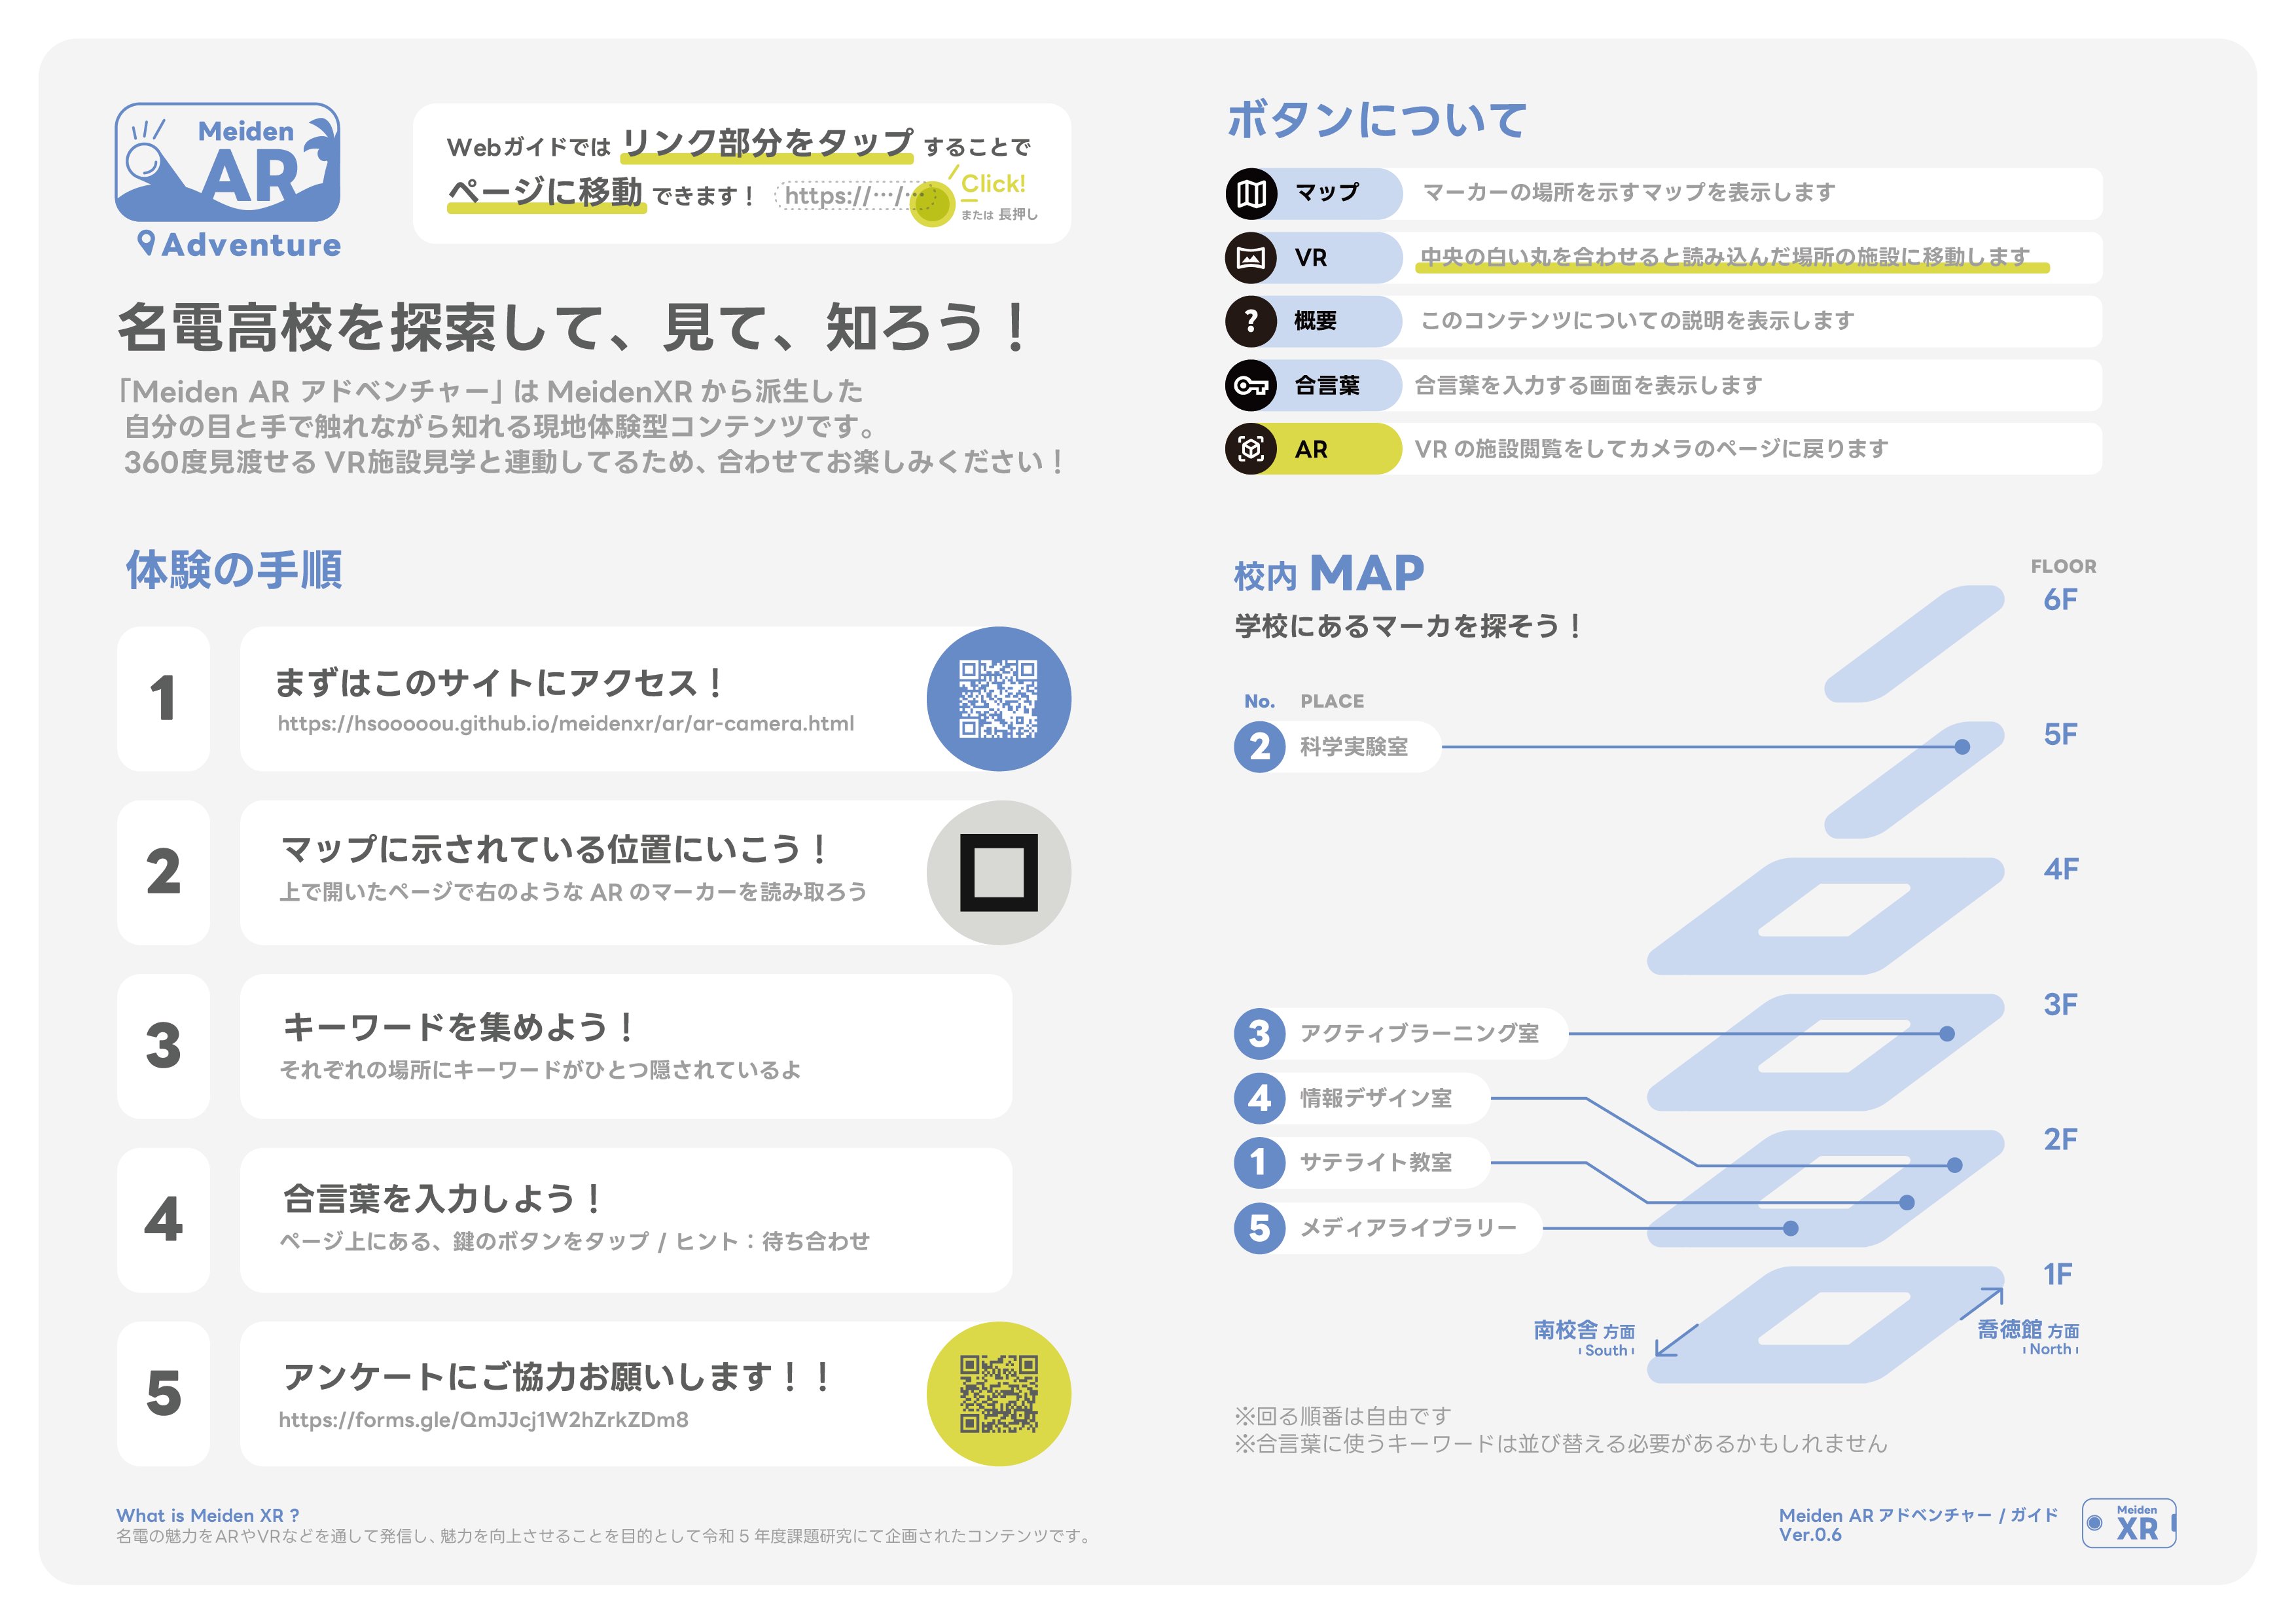 Meiden
AR
Adventure
Webガイドでは リンク部分をタップ することで
ページに移動 できます！ https://…/…
Click!
または 長押し
名電高校を探索して、見て、知ろう！
「Meiden AR アドベンチャー」は MeidenXR から派生した
自分の目と手で触れながら知れる現地体験型コンテンツです。
360度見渡せる VR施設見学と連動してるため、合わせてお楽しみください！
体験の手順
1
まずはこのサイトにアクセス！
https://hsooooou.github.io/meidenxr/ar/ar-camera.html
2
マップに示されている位置にいこう！
上で開いたページで右のような AR のマーカーを読み取ろう
3
キーワードを集めよう！
それぞれの場所にキーワードがひとつ隠されているよ
4
合言葉を入力しよう！
ページ上にある、鍵のボタンをタップ / ヒント：待ち合わせ
5
アンケートにご協力お願いします！！
https://forms.gle/QmJJcj1W2hZrkZDm8
What is Meiden XR ?
名電の魅力をARやVRなどを通して発信し、魅力を向上させることを目的として令和 5 年度課題研究にて企画されたコンテンツです。
ボタンについて
マップ マーカーの場所を示すマップを表示します
VR 中央の白い丸を合わせると読み込んだ場所の施設に移動します
? 概要 このコンテンツについての説明を表示します
合言葉 合言葉を入力する画面を表示します
AR VR の施設閲覧をしてカメラのページに戻ります
校内 MAP
学校にあるマーカを探そう！
FLOOR
6F
No. PLACE
5F
2 科学実験室
4F
3F
3 アクティブラーニング室
4 情報デザイン室
2F
1 サテライト教室
5 メディアライブラリー
1F
南校舎 方面
South
喬徳館 方面
North
※回る順番は自由です
※合言葉に使うキーワードは並び替える必要があるかもしれません
Meiden AR アドベンチャー / ガイド
Ver.0.6
Meiden
XR